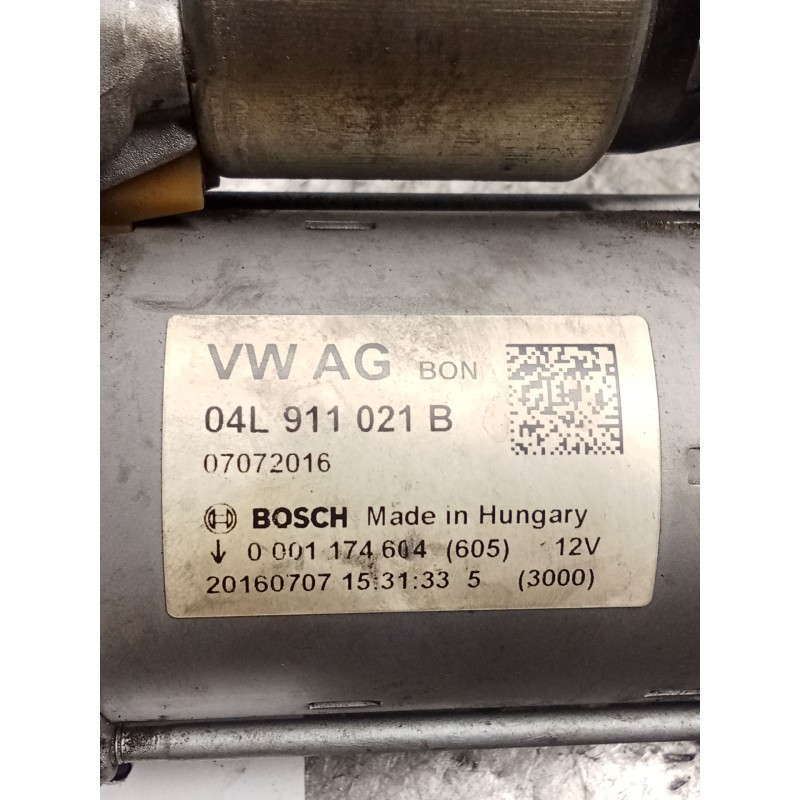 VW AG BON
04L 911 021 B
07072016
BOSCH Made in Hungary
↓ 0 001 174 604 (605) 12V
20160707 15:31:33 5 (3000)